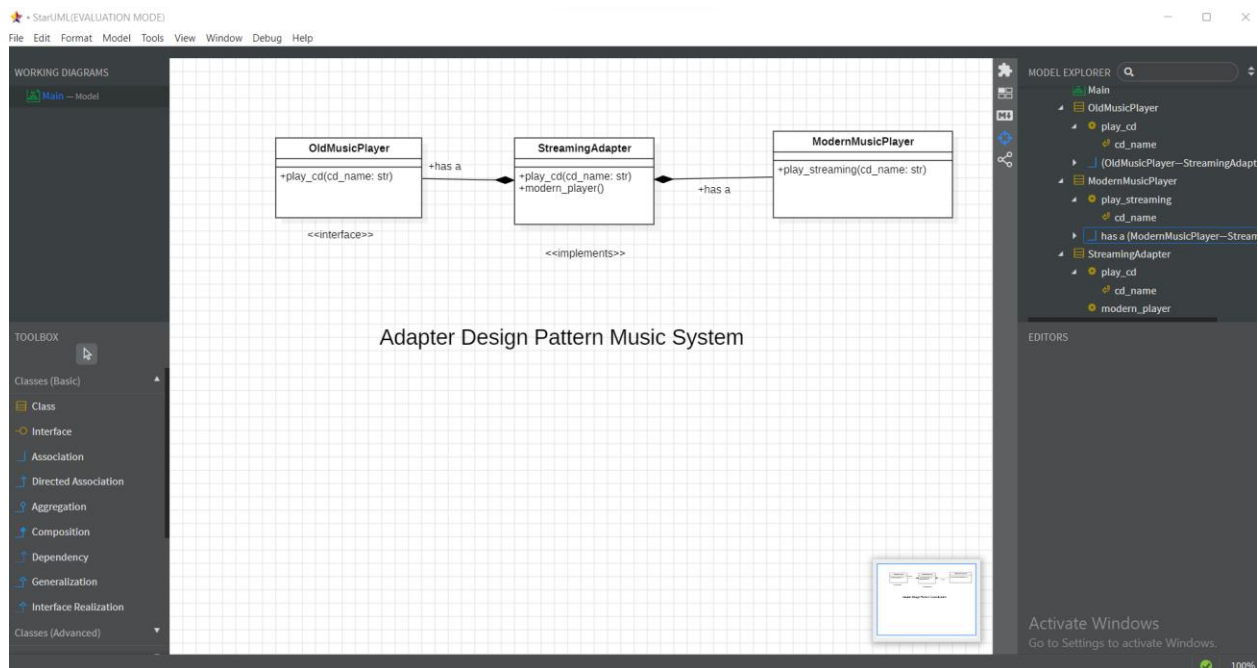 • StarUML(EVALUATION MODE)
File Edit Format Model Tools View Window Debug Help
WORKING DIAGRAMS
Main — Model
TOOLBOX
Classes (Basic)
Class
Interface
Association
Directed Association
Aggregation
Composition
Dependency
Generalization
Interface Realization
Classes (Advanced)
OldMusicPlayer
+play_cd(cd_name: str)
<<interface>>
+has a
StreamingAdapter
+play_cd(cd_name: str)
+modern_player()
<<implements>>
+has a
ModernMusicPlayer
+play_streaming(cd_name: str)
Adapter Design Pattern Music System
MODEL EXPLORER
Main
OldMusicPlayer
play_cd
cd_name
(OldMusicPlayer—StreamingAdapt
ModernMusicPlayer
play_streaming
cd_name
has a (ModernMusicPlayer—Stream
StreamingAdapter
play_cd
cd_name
modern_player
EDITORS
Activate Windows
Go to Settings to activate Windows.
100%